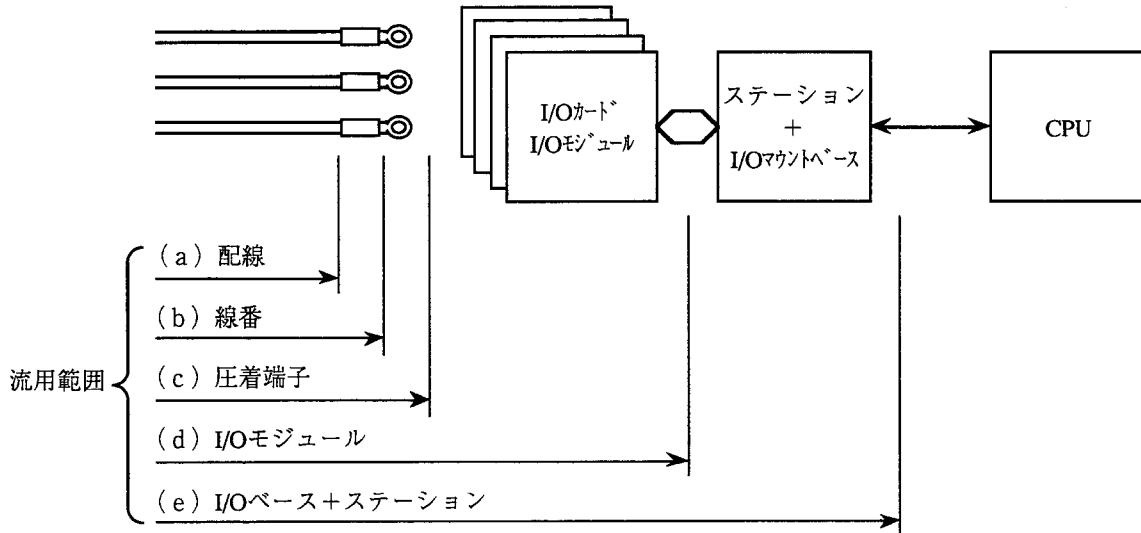 I/Oカード
I/Oモジュール
ステーション
+
I/Oマウントベース
CPU
流用範囲
(a) 配線
(b) 線番
(c) 圧着端子
(d) I/Oモジュール
(e) I/Oベース+ステーション